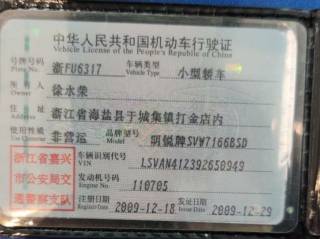 中华人民共和国机动车行驶证
Vehicle License of the People's Republic of China
号牌号码 浙FU6317 车辆类型 小型轿车
Plate No. Vehicle Type
所有人 徐水荣
Owner
住址 浙江省海盐县于城集镇打金店内
Address
使用性质 非营运 品牌型号 明锐牌SVW7166BSD
浙江省嘉兴市公安局交通警察支队
车辆识别代号 LSVAN412392650949
VIN
发动机号码 110705
Engine No.
注册日期 2009-12-18 发证日期 2009-12-29
Register Date Issue Date